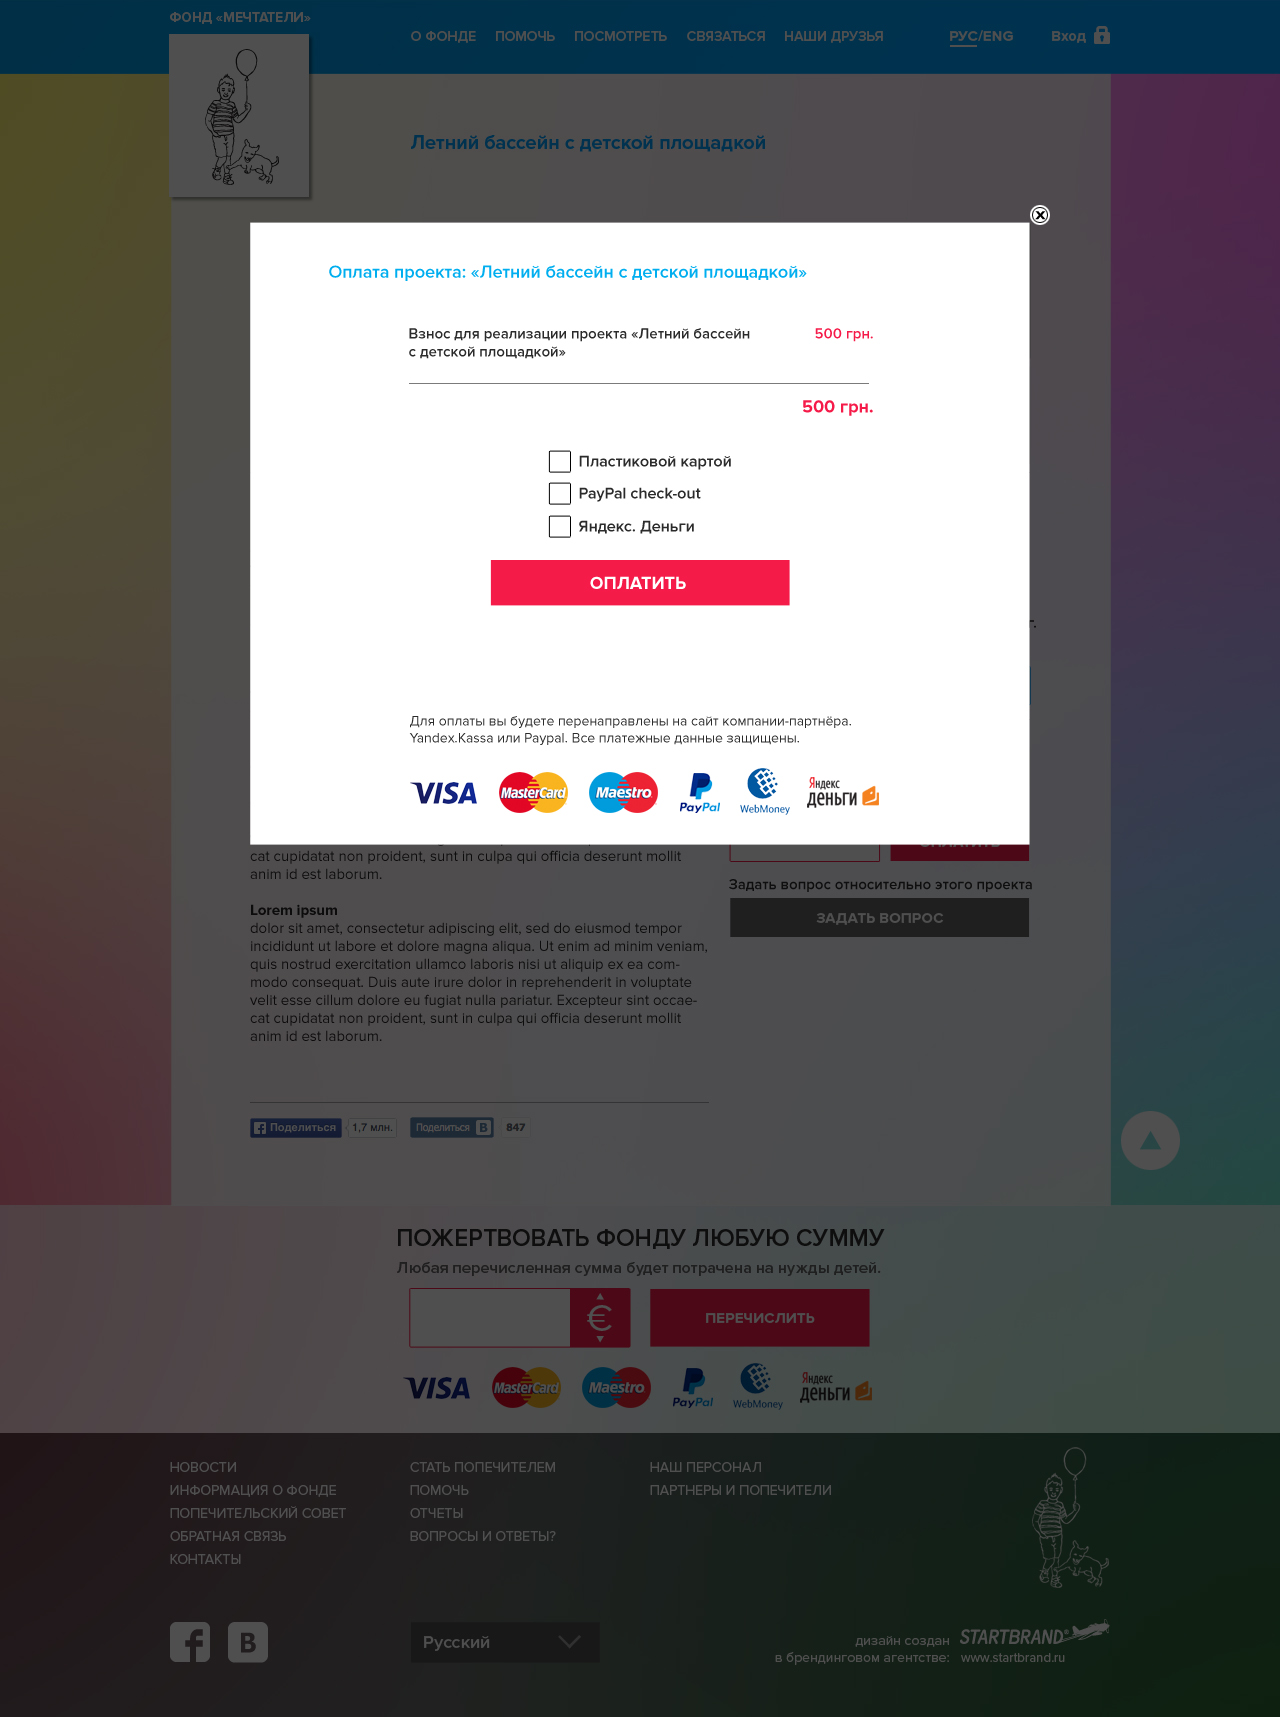 ФОНД «МЕЧТАТЕЛИ»
О ФОНДЕ ПОМОЧЬ ПОСМОТРЕТЬ СВЯЗАТЬСЯ НАШИ ДРУЗЬЯ РУС/ENG Вход
Летний бассейн с детской площадкой
Оплата проекта: «Летний бассейн с детской площадкой»
Взнос для реализации проекта «Летний бассейн 500 грн.
с детской площадкой»
500 грн.
Пластиковой картой
PayPal check-out
Яндекс. Деньги
ОПЛАТИТЬ
Для оплаты вы будете перенаправлены на сайт компании-партнёра.
Yandex.Kassa или Paypal. Все платежные данные защищены.
VISA MasterCard Maestro PayPal WebMoney Яндекс деньги
cat cupidatat non proident, sunt in culpa qui officia deserunt mollit
anim id est laborum.
Задать вопрос относительно этого проекта
ЗАДАТЬ ВОПРОС
Lorem ipsum
dolor sit amet, consectetur adipiscing elit, sed do eiusmod tempor
incididunt ut labore et dolore magna aliqua. Ut enim ad minim veniam,
quis nostrud exercitation ullamco laboris nisi ut aliquip ex ea com-
modo consequat. Duis aute irure dolor in reprehenderit in voluptate
velit esse cillum dolore eu fugiat nulla pariatur. Excepteur sint occae-
cat cupidatat non proident, sunt in culpa qui officia deserunt mollit
anim id est laborum.
Поделиться 1,7 млн. Поделиться B 847
ПОЖЕРТВОВАТЬ ФОНДУ ЛЮБУЮ СУММУ
Любая перечисленная сумма будет потрачена на нужды детей.
€ ПЕРЕЧИСЛИТЬ
VISA MasterCard Maestro PayPal WebMoney Яндекс деньги
НОВОСТИ СТАТЬ ПОПЕЧИТЕЛЕМ НАШ ПЕРСОНАЛ
ИНФОРМАЦИЯ О ФОНДЕ ПОМОЧЬ ПАРТНЕРЫ И ПОПЕЧИТЕЛИ
ПОПЕЧИТЕЛЬСКИЙ СОВЕТ ОТЧЕТЫ
ОБРАТНАЯ СВЯЗЬ ВОПРОСЫ И ОТВЕТЫ?
КОНТАКТЫ
f B Русский
дизайн создан STARTBRAND®
в брендинговом агентстве: www.startbrand.ru